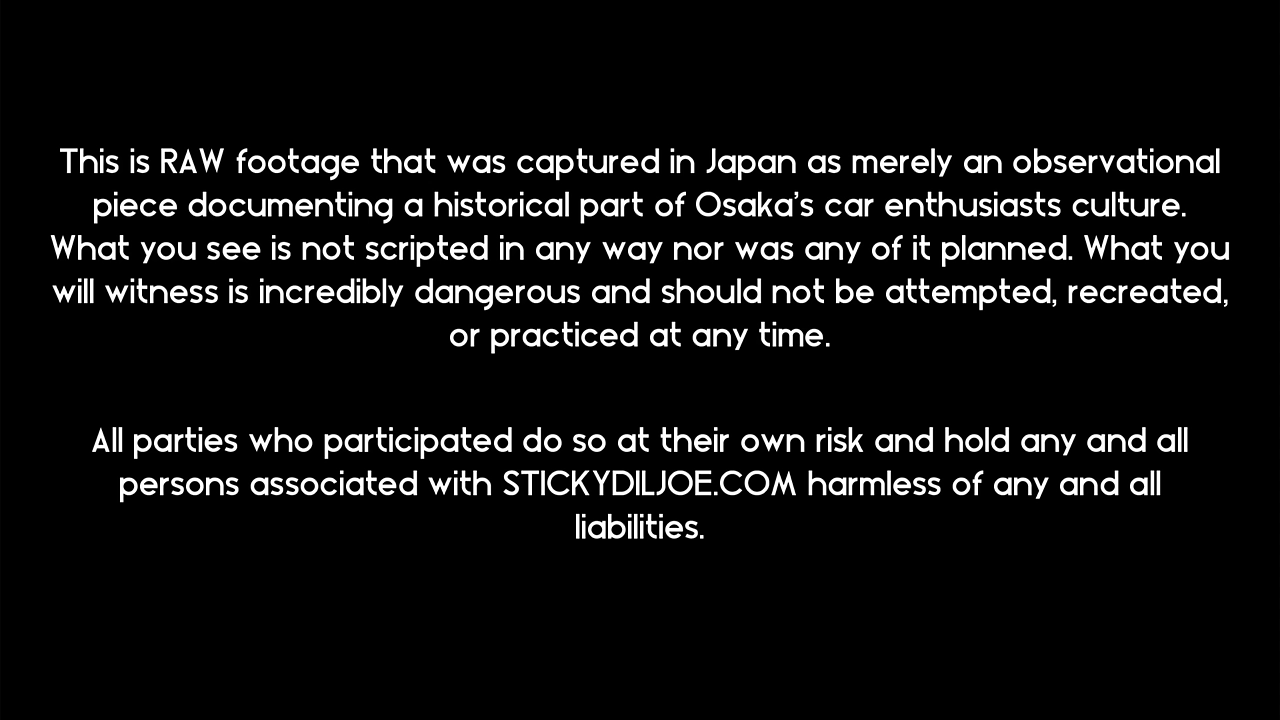 This is RAW footage that was captured in Japan as merely an observational
piece documenting a historical part of Osaka's car enthusiasts culture.
What you see is not scripted in any way nor was any of it planned. What you
will witness is incredibly dangerous and should not be attempted, recreated,
or practiced at any time.
All parties who participated do so at their own risk and hold any and all
persons associated with STICKYDILJOE.COM harmless of any and all
liabilities.